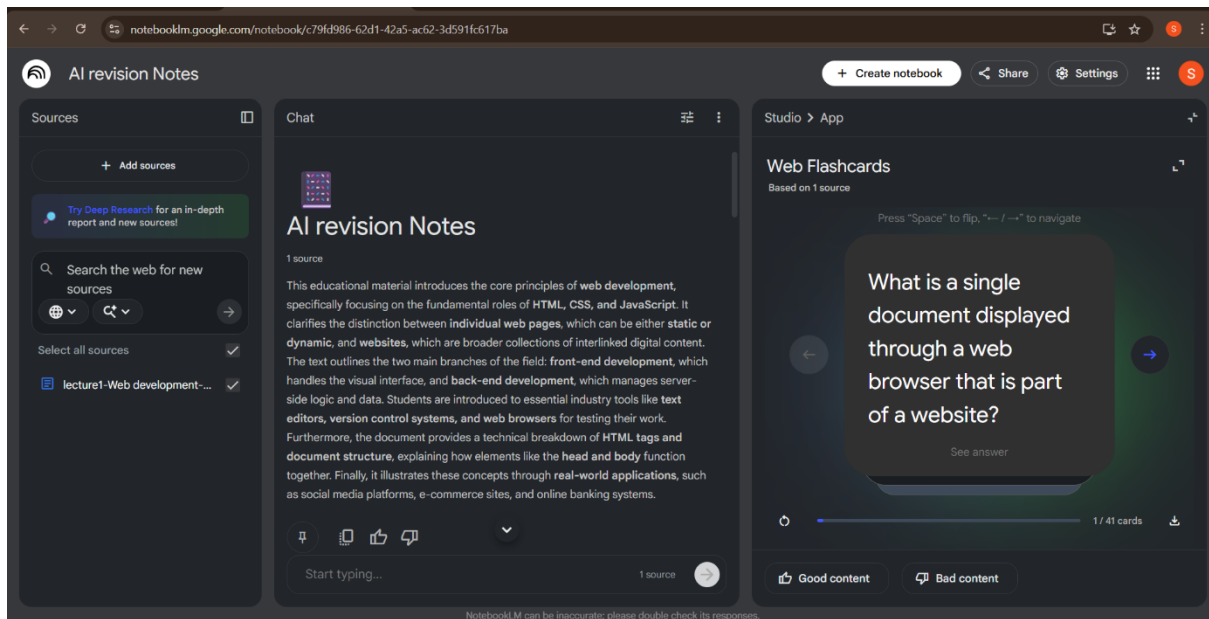 notebooklm.google.com/notebook/c79fd986-62d1-42a5-ac62-3d591fc617ba
S
AI revision Notes
+ Create notebook
Share
Settings
S
Sources
+ Add sources
Try Deep Research for an in-depth
report and new sources!
Search the web for new
sources
Select all sources
lecture1-Web development-...
Chat
AI revision Notes
1 source
This educational material introduces the core principles of web development,
specifically focusing on the fundamental roles of HTML, CSS, and JavaScript. It
clarifies the distinction between individual web pages, which can be either static or
dynamic, and websites, which are broader collections of interlinked digital content.
The text outlines the two main branches of the field: front-end development, which
handles the visual interface, and back-end development, which manages server-
side logic and data. Students are introduced to essential industry tools like text
editors, version control systems, and web browsers for testing their work.
Furthermore, the document provides a technical breakdown of HTML tags and
document structure, explaining how elements like the head and body function
together. Finally, it illustrates these concepts through real-world applications, such
as social media platforms, e-commerce sites, and online banking systems.
Start typing...
1 source
Studio > App
Web Flashcards
Based on 1 source
Press "Space" to flip, "← / →" to navigate
What is a single
document displayed
through a web
browser that is part
of a website?
See answer
1 / 41 cards
Good content
Bad content
NotebookLM can be inaccurate; please double check its responses.